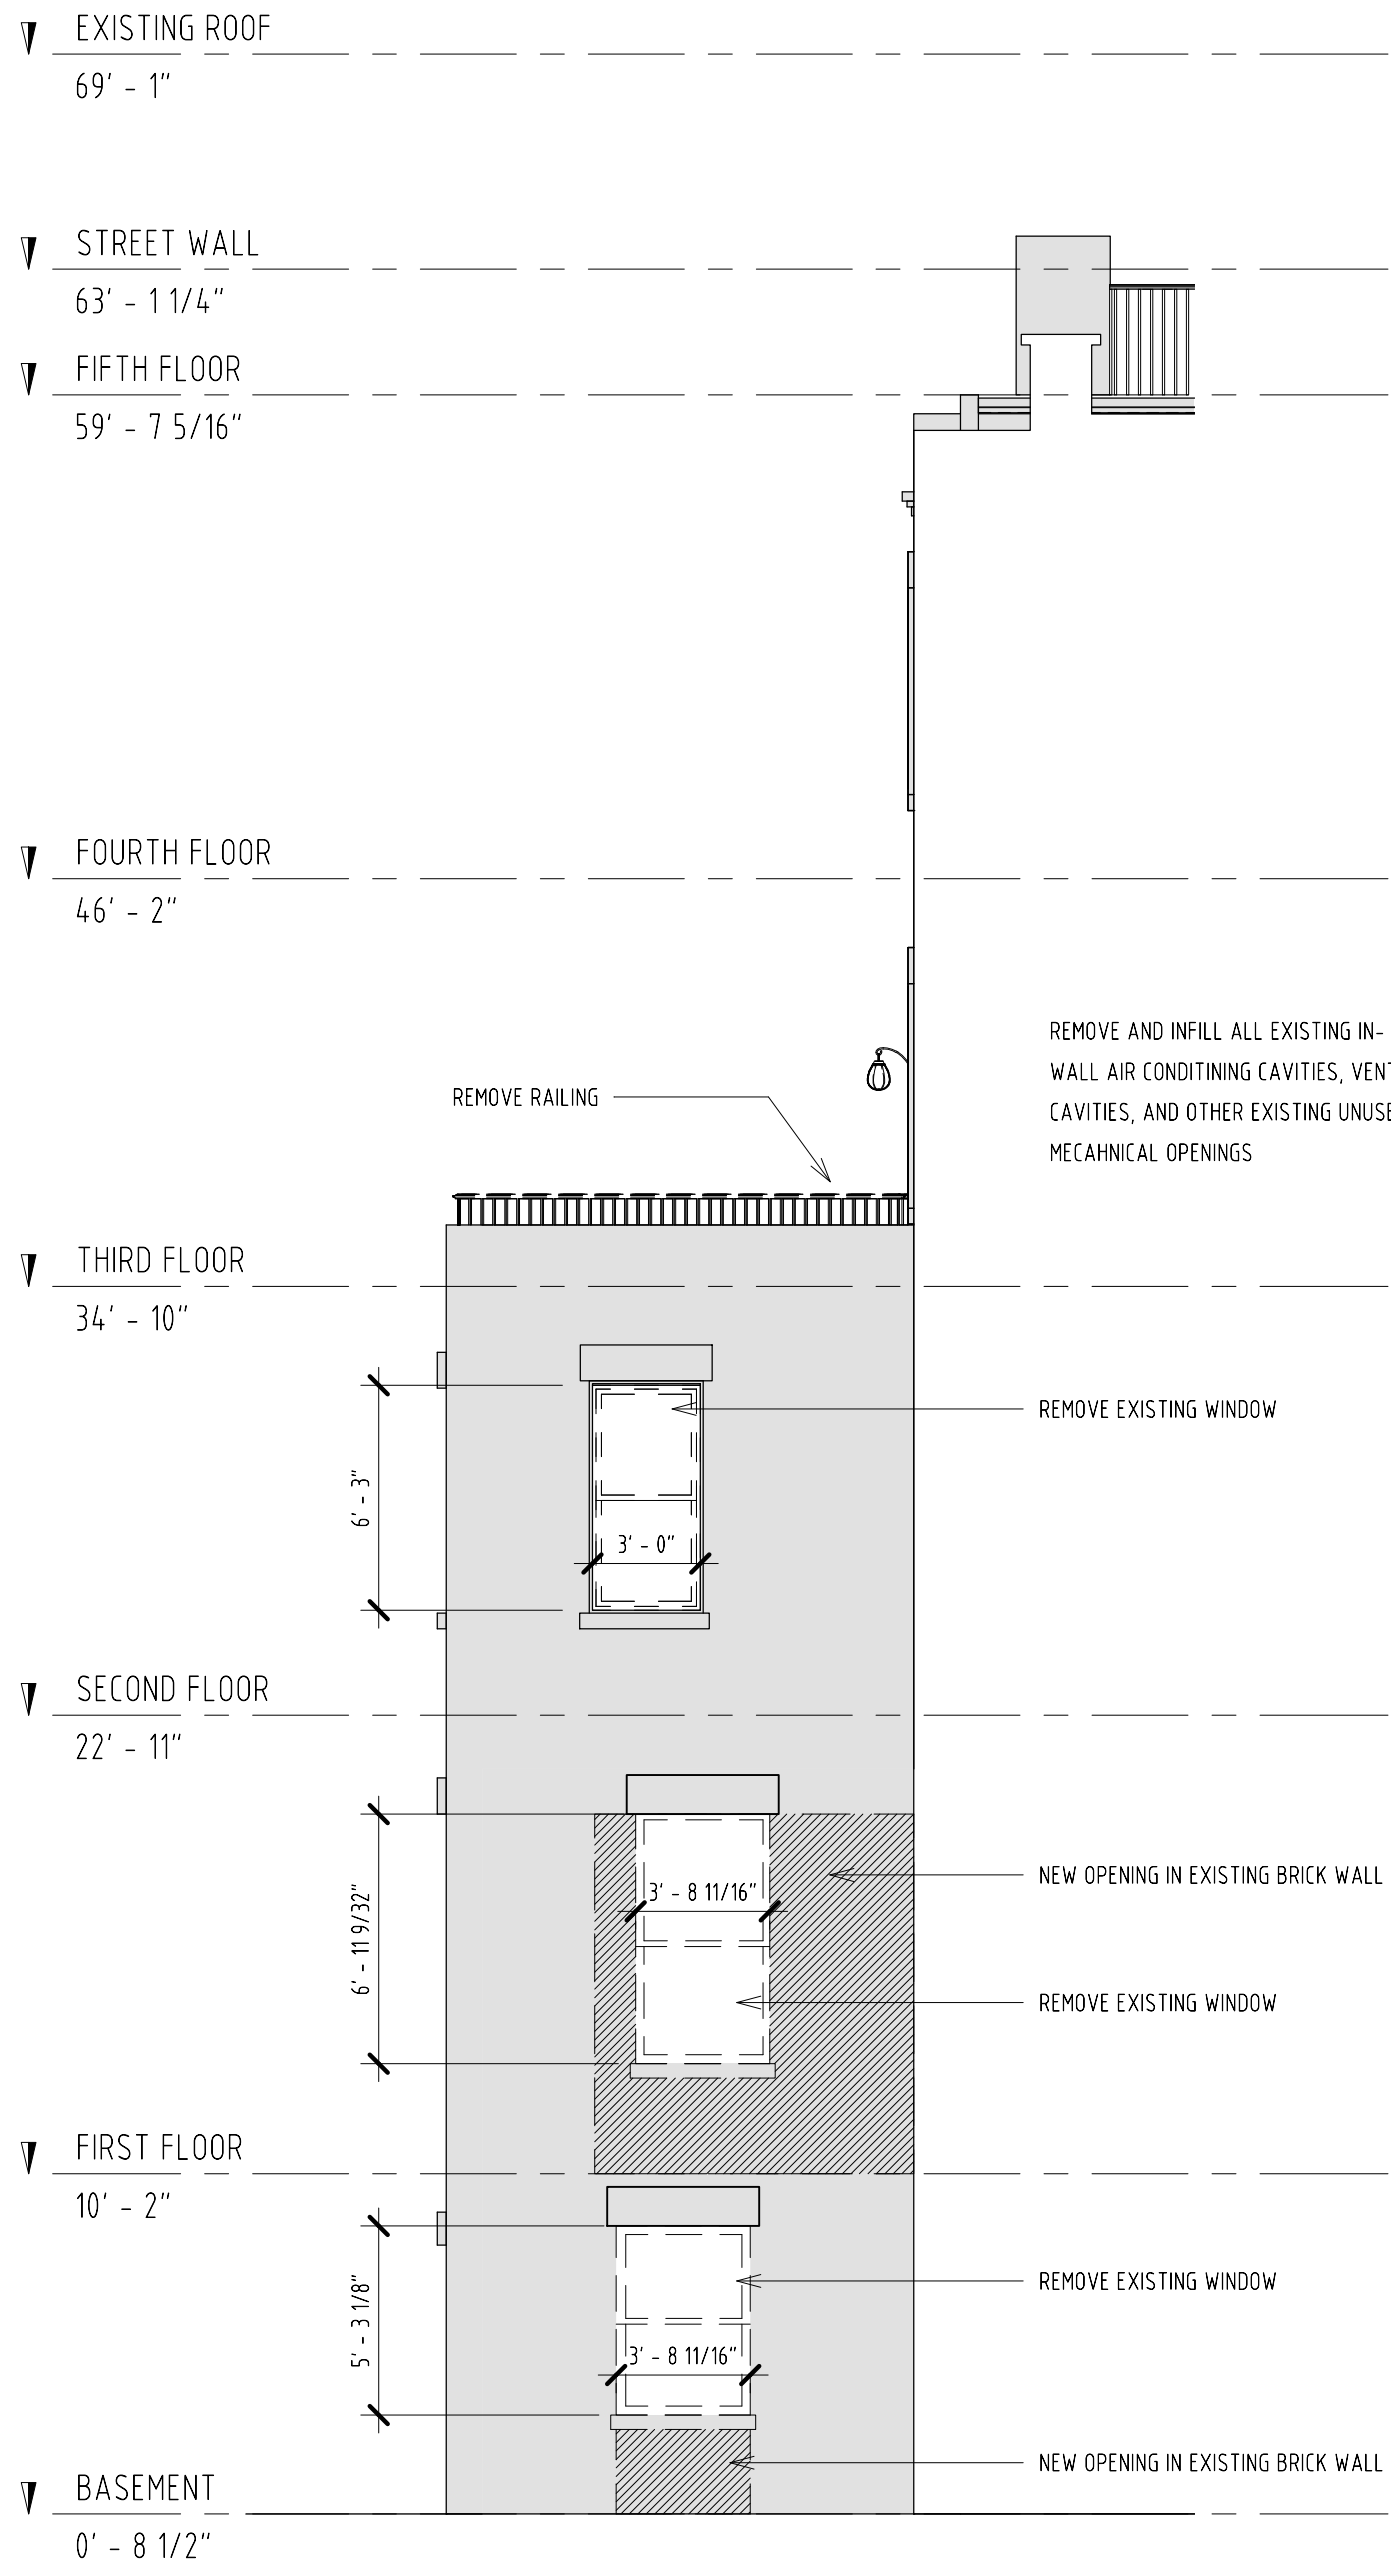 EXISTING ROOF
69' - 1"
STREET WALL
63' - 1 1/4"
FIFTH FLOOR
59' - 7 5/16"
FOURTH FLOOR
46' - 2"
REMOVE AND INFILL ALL EXISTING IN-
WALL AIR CONDITINING CAVITIES, VENT
CAVITIES, AND OTHER EXISTING UNUSE
MECAHNICAL OPENINGS
REMOVE RAILING
THIRD FLOOR
34' - 10"
REMOVE EXISTING WINDOW
6' - 3"
3' - 0"
SECOND FLOOR
22' - 11"
NEW OPENING IN EXISTING BRICK WALL
3' - 8 11/16"
6' - 11 9/32"
REMOVE EXISTING WINDOW
FIRST FLOOR
10' - 2"
REMOVE EXISTING WINDOW
5' - 3 1/8"
3' - 8 11/16"
NEW OPENING IN EXISTING BRICK WALL
BASEMENT
0' - 8 1/2"